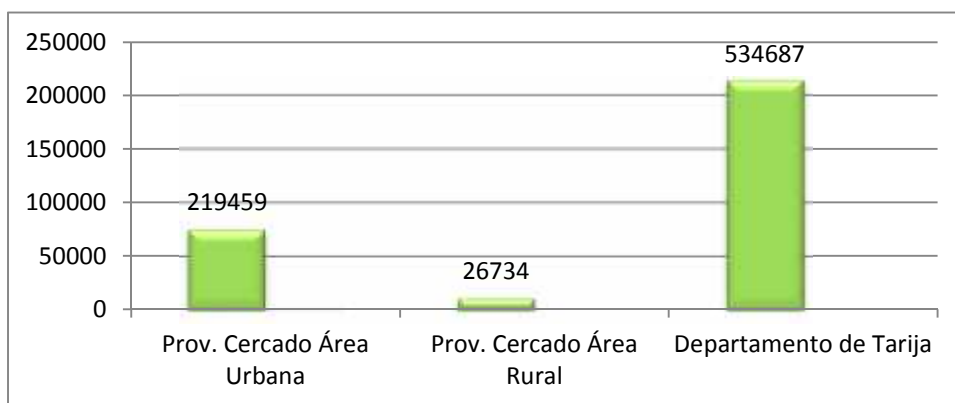 250000
200000
150000
100000
50000
0
219459
26734
534687
Prov. Cercado Área
Urbana
Prov. Cercado Área
Rural
Departamento de Tarija